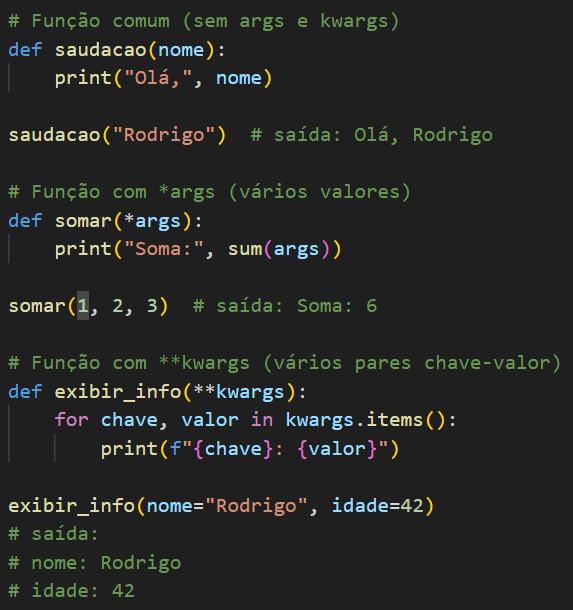 # Função comum (sem args e kwargs)
def saudacao(nome):
    print("Olá,", nome)

saudacao("Rodrigo")  # saída: Olá, Rodrigo

# Função com *args (vários valores)
def somar(*args):
    print("Soma:", sum(args))

somar(1, 2, 3)  # saída: Soma: 6

# Função com **kwargs (vários pares chave-valor)
def exibir_info(**kwargs):
    for chave, valor in kwargs.items():
        print(f"{chave}: {valor}")

exibir_info(nome="Rodrigo", idade=42)
# saída:
# nome: Rodrigo
# idade: 42